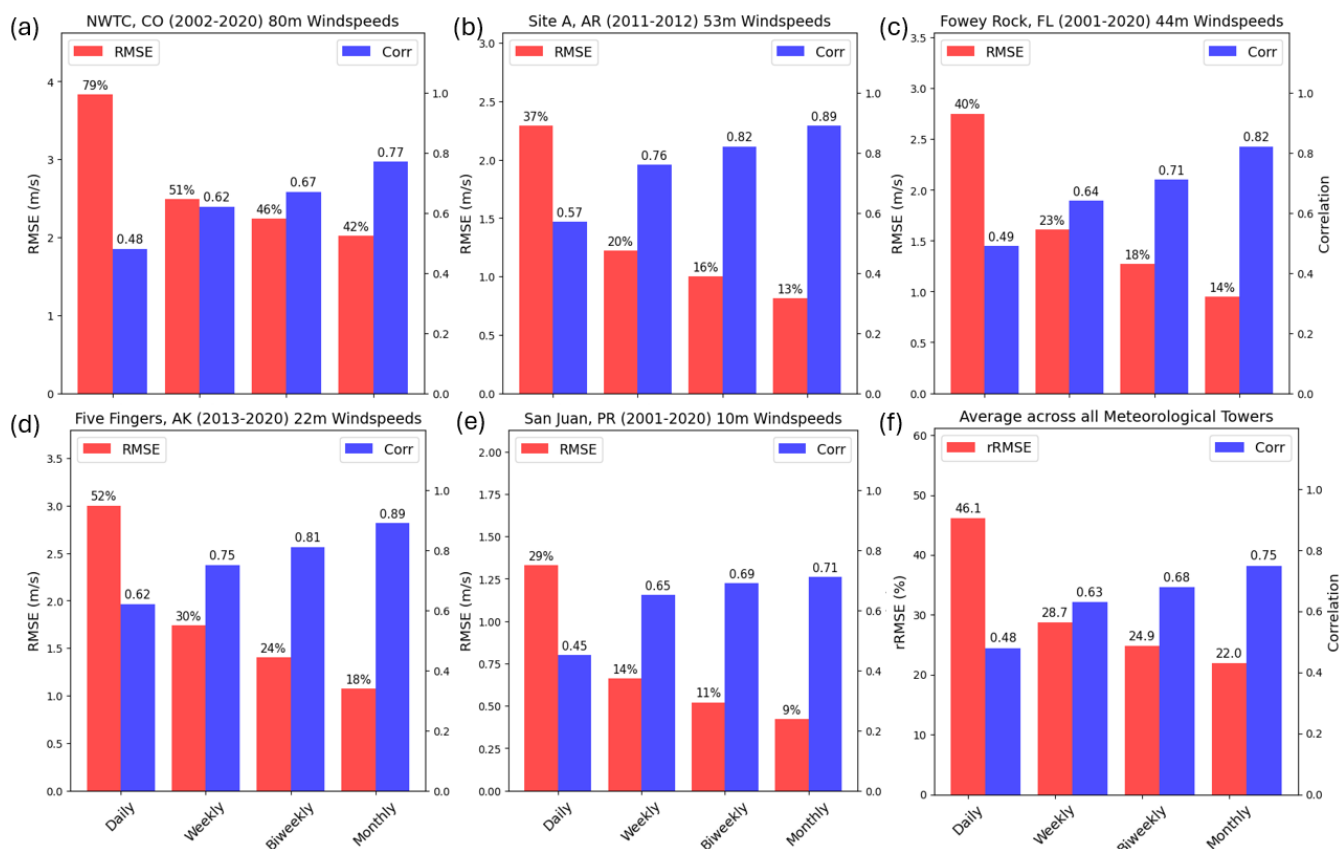 (a)
NWTC, CO (2002-2020) 80m Windspeeds
RMSE
Corr
79%
51%
46%
42%
0.48
0.62
0.67
0.77
RMSE (m/s)
4
3
2
1
0
1.0
0.8
0.6
0.4
0.2
0.0
(b)
Site A, AR (2011-2012) 53m Windspeeds
RMSE
Corr
37%
20%
16%
13%
0.57
0.76
0.82
0.89
RMSE (m/s)
3.0
2.5
2.0
1.5
1.0
0.5
0.0
1.0
0.8
0.6
0.4
0.2
0.0
(c)
Fowey Rock, FL (2001-2020) 44m Windspeeds
RMSE
Corr
40%
23%
18%
14%
0.49
0.64
0.71
0.82
RMSE (m/s)
3.5
3.0
2.5
2.0
1.5
1.0
0.5
0.0
1.0
0.8
0.6
0.4
0.2
0.0
Correlation
(d)
Five Fingers, AK (2013-2020) 22m Windspeeds
RMSE
Corr
52%
30%
24%
18%
0.62
0.75
0.81
0.89
RMSE (m/s)
3.5
3.0
2.5
2.0
1.5
1.0
0.5
0.0
1.0
0.8
0.6
0.4
0.2
0.0
Daily
Weekly
Biweekly
Monthly
(e)
San Juan, PR (2001-2020) 10m Windspeeds
RMSE
Corr
29%
14%
11%
9%
0.45
0.65
0.69
0.71
RMSE (m/s)
2.00
1.75
1.50
1.25
1.00
0.75
0.50
0.25
0.00
1.0
0.8
0.6
0.4
0.2
0.0
Daily
Weekly
Biweekly
Monthly
(f)
Average across all Meteorological Towers
rRMSE
Corr
46.1
28.7
24.9
22.0
0.48
0.63
0.68
0.75
rRMSE (%)
60
50
40
30
20
10
0
1.0
0.8
0.6
0.4
0.2
0.0
Correlation
Daily
Weekly
Biweekly
Monthly